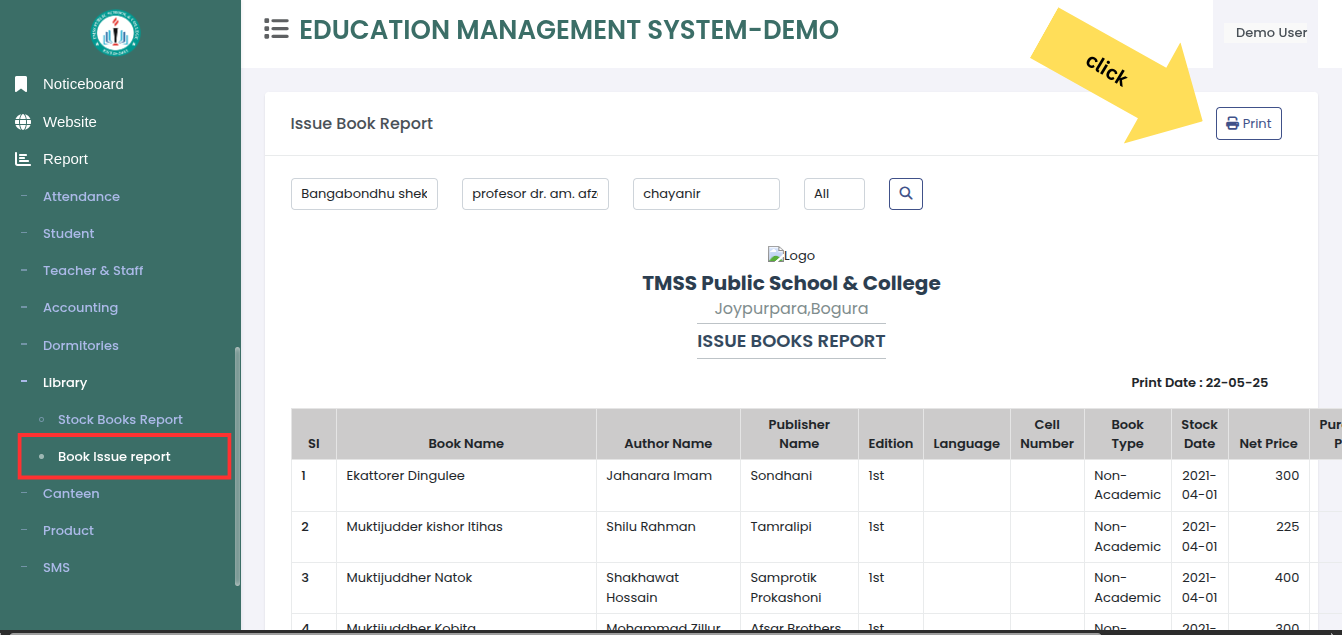 EDUCATION MANAGEMENT SYSTEM-DEMO
Demo User
click
Noticeboard
Website
Report
Attendance
Student
Teacher & Staff
Accounting
Dormitories
Library
Stock Books Report
Book Issue report
Canteen
Product
SMS
Issue Book Report
Print
Bangabondhu shek
profesor dr. am. afz
chayanir
All
Logo
TMSS Public School & College
Joypurpara,Bogura
ISSUE BOOKS REPORT
Print Date : 22-05-25
Sl Book Name Author Name Publisher Name Edition Language Cell Number Book Type Stock Date Net Price
1 Ekattorer Dingulee Jahanara Imam Sondhani 1st Non-Academic 2021-04-01 300
2 Muktijudder kishor Itihas Shilu Rahman Tamralipi 1st Non-Academic 2021-04-01 225
3 Muktijuddher Natok Shakhawat Hossain Samprotik Prokashoni 1st Non-Academic 2021-04-01 400
4 Muktijuddher Kobita Mohammad Zillur Afsar Brothers 1st Non- 2021- 300